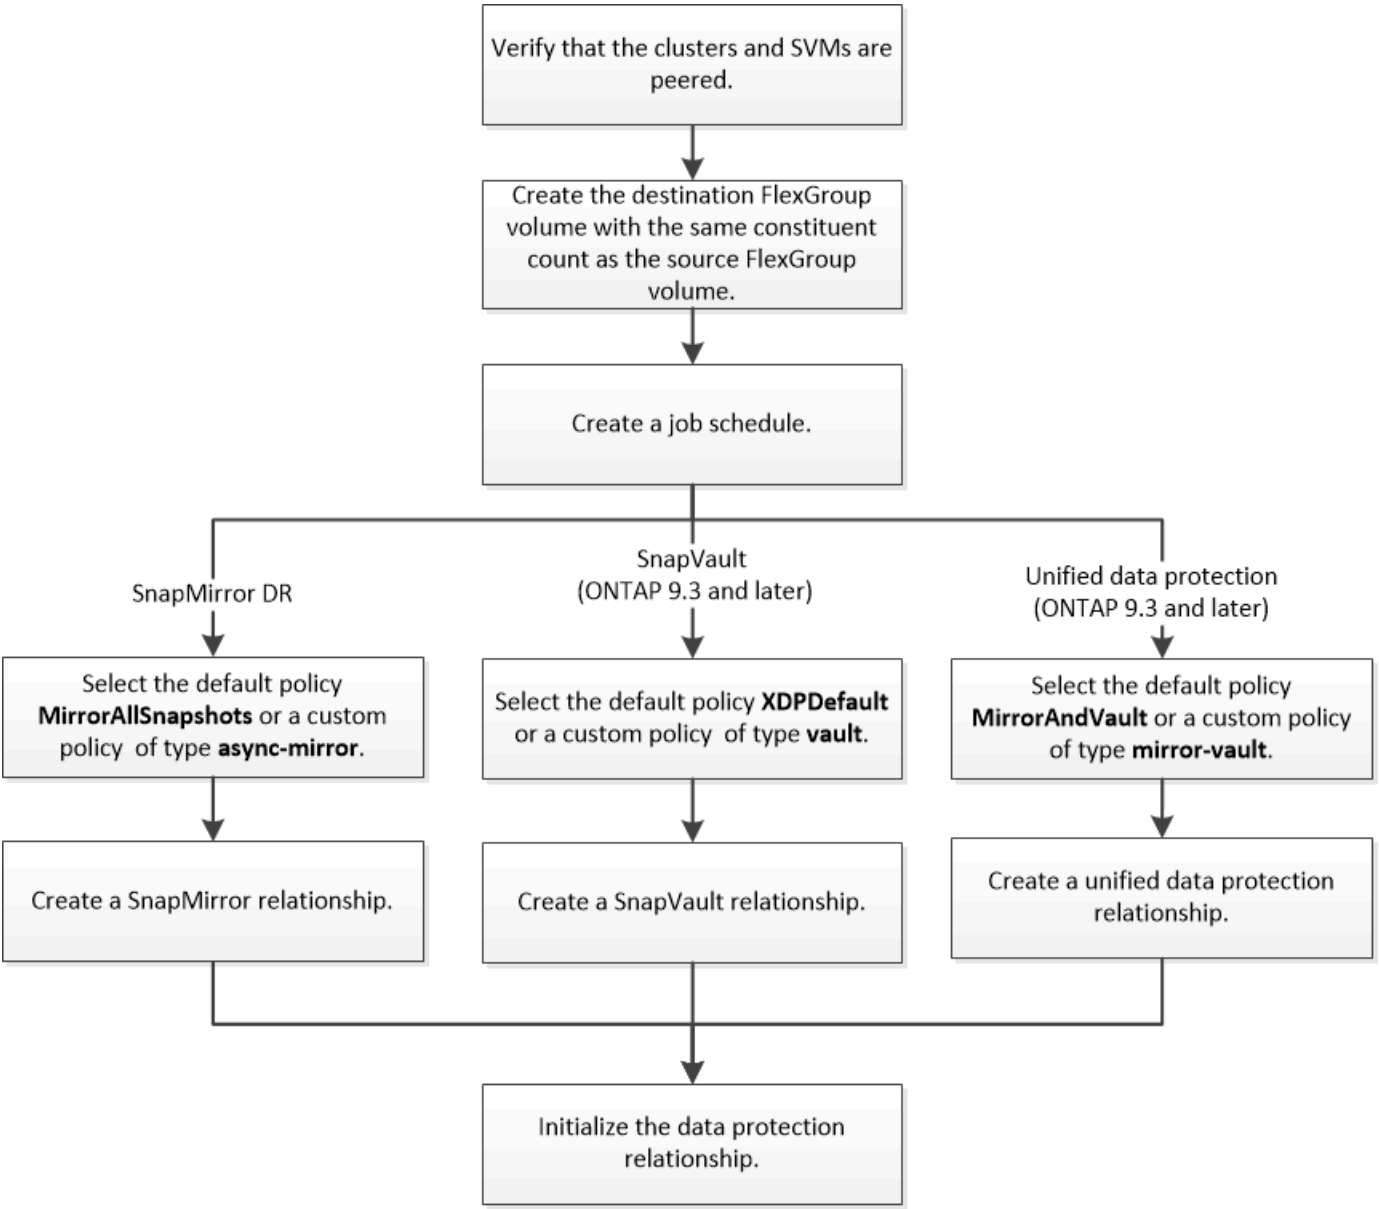 Verify that the clusters and SVMs are
peered.
Create the destination FlexGroup
volume with the same constituent
count as the source FlexGroup
volume.
Create a job schedule.
SnapMirror DR
SnapVault
(ONTAP 9.3 and later)
Unified data protection
(ONTAP 9.3 and later)
Select the default policy
MirrorAllSnapshots or a custom
policy of type async-mirror.
Select the default policy XDPDefault
or a custom policy of type vault.
Select the default policy
MirrorAndVault or a custom policy
of type mirror-vault.
Create a SnapMirror relationship.
Create a SnapVault relationship.
Create a unified data protection
relationship.
Initialize the data protection
relationship.